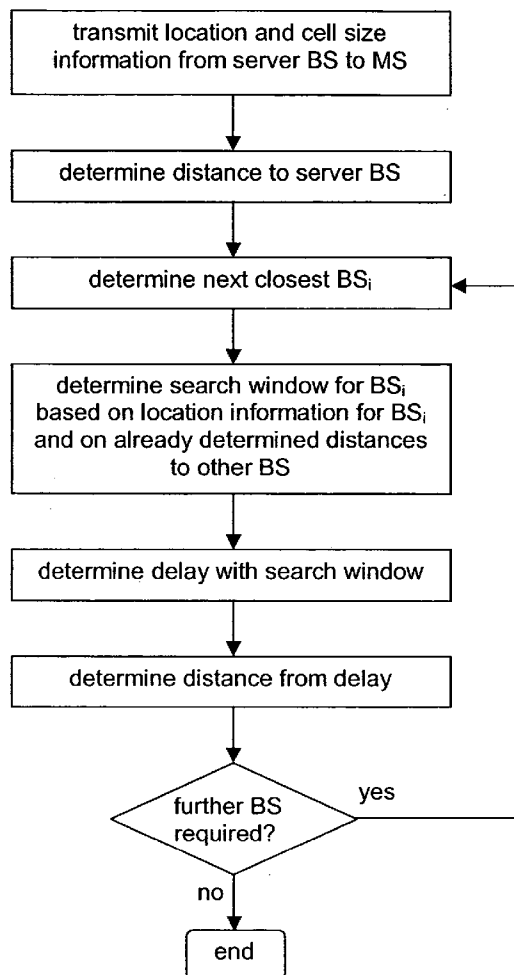 transmit location and cell size
information from server BS to MS
determine distance to server BS
determine next closest BSᵢ
determine search window for BSᵢ
based on location information for BSᵢ
and on already determined distances
to other BS
determine delay with search window
determine distance from delay
further BS
required?
yes
no
end